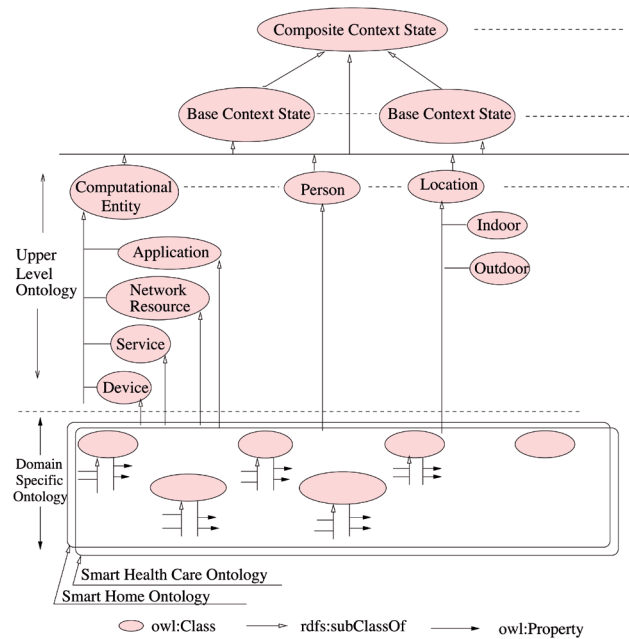 Composite Context State
Base Context State
Base Context State
Computational
Entity
Person
Location
Indoor
Outdoor
Application
Network
Resource
Service
Device
Upper
Level
Ontology
Domain
Specific
Ontology
Smart Health Care Ontology
Smart Home Ontology
owl:Class
rdfs:subClassOf
owl:Property